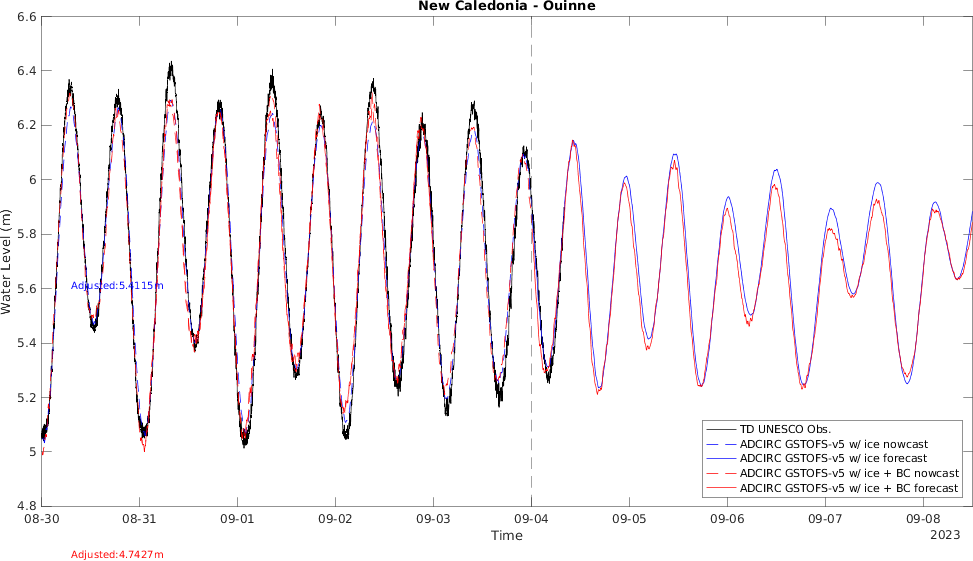 New Caledonia - Ouinne
6.6
6.4
6.2
6
5.8
5.6
5.4
5.2
5
4.8
Water Level (m)
Adjusted:5.4115m
TD UNESCO Obs.
ADCIRC GSTOFS-v5 w/ ice nowcast
ADCIRC GSTOFS-v5 w/ ice forecast
ADCIRC GSTOFS-v5 w/ ice + BC nowcast
ADCIRC GSTOFS-v5 w/ ice + BC forecast
08-30 08-31 09-01 09-02 09-03 09-04 09-05 09-06 09-07 09-08
Time
2023
Adjusted:4.7427m